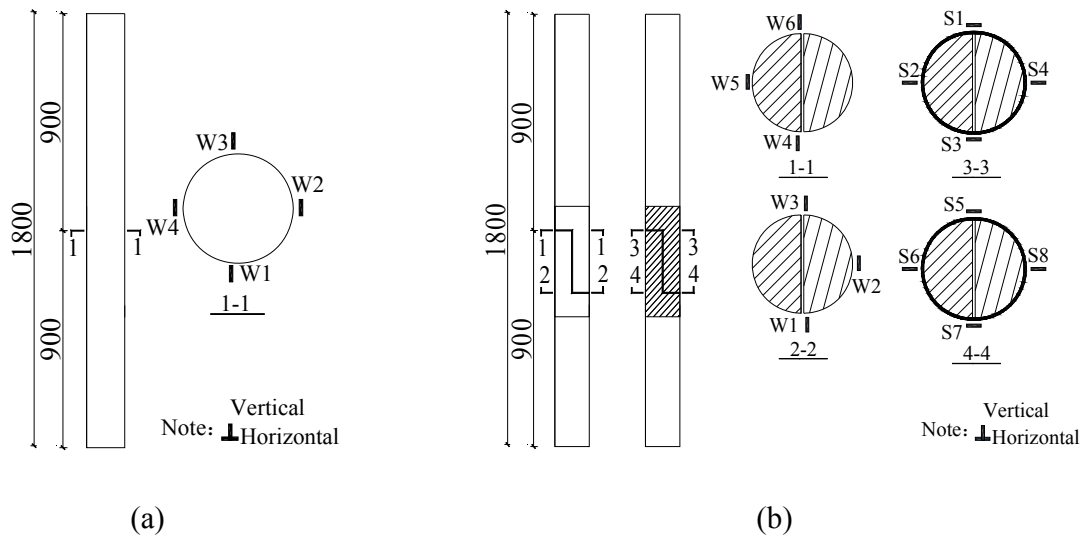 1800
900
900
1
1
W3
W2
W4
W1
1-1
Vertical
Note: Horizontal
(a)
1800
900
900
1 1
2 2
3 3
4 4
W6
W5
W4
1-1
S1
S2 S4
S3
3-3
W3
W2
W1
2-2
S5
S6 S8
S7
4-4
Vertical
Note: Horizontal
(b)